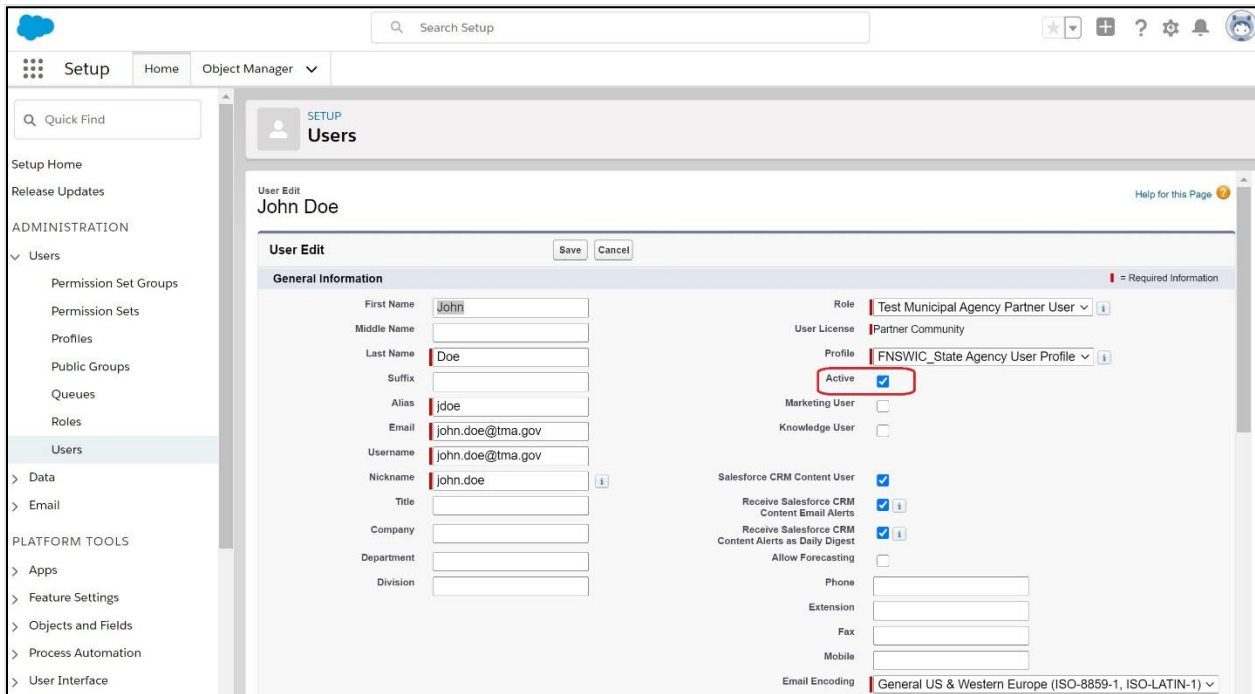 Search Setup
Setup
Home
Object Manager
Quick Find
Setup Home
Release Updates
ADMINISTRATION
Users
Permission Set Groups
Permission Sets
Profiles
Public Groups
Queues
Roles
Users
Data
Email
PLATFORM TOOLS
Apps
Feature Settings
Objects and Fields
Process Automation
User Interface
SETUP
Users
User Edit
John Doe
Help for this Page
User Edit
Save Cancel
General Information
= Required Information
First Name John
Middle Name
Last Name Doe
Suffix
Alias jdoe
Email john.doe@tma.gov
Username john.doe@tma.gov
Nickname john.doe
Title
Company
Department
Division
Role Test Municipal Agency Partner User
User License Partner Community
Profile FNSWIC_State Agency User Profile
Active
Marketing User
Knowledge User
Salesforce CRM Content User
Receive Salesforce CRM
Content Email Alerts
Receive Salesforce CRM
Content Alerts as Daily Digest
Allow Forecasting
Phone
Extension
Fax
Mobile
Email Encoding General US & Western Europe (ISO-8859-1, ISO-LATIN-1)